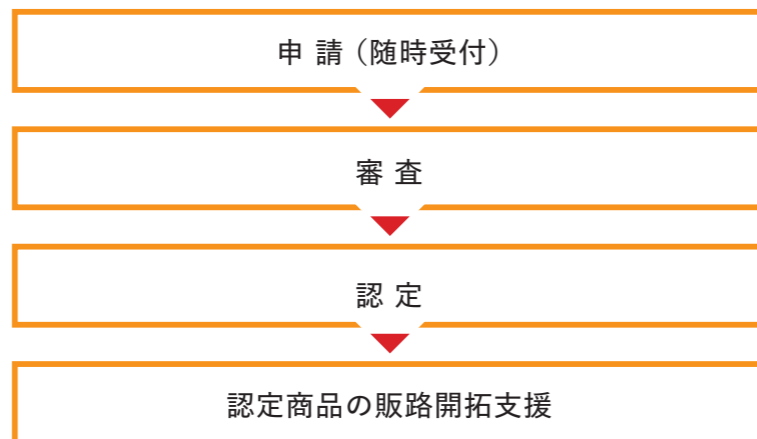 申 請（随時受付）
審 査
認 定
認定商品の販路開拓支援